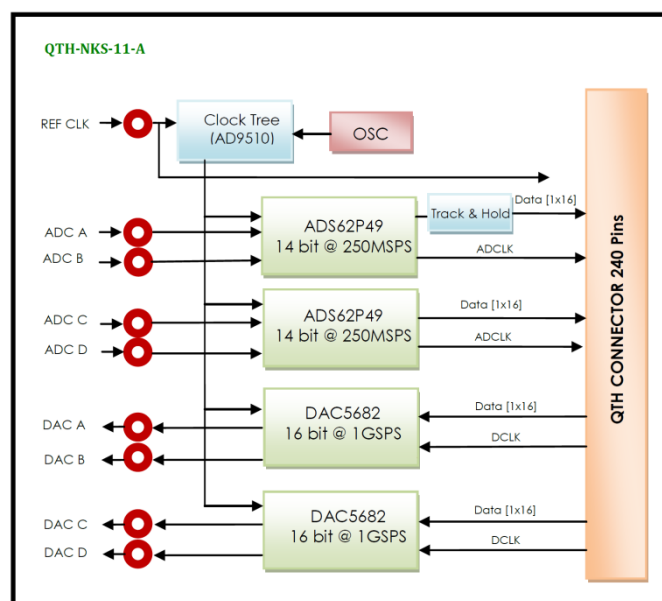 QTH-NKS-11-A
REF CLK
Clock Tree
(AD9510)
OSC
Data [1x16]
Track & Hold
ADS62P49
14 bit @ 250MSPS
ADC A
ADC B
ADCLK
ADS62P49
14 bit @ 250MSPS
Data [1x16]
ADC C
ADC D
ADCLK
DAC5682
16 bit @ 1GSPS
Data [1x16]
DAC A
DAC B
DCLK
DAC5682
16 bit @ 1GSPS
Data [1x16]
DAC C
DAC D
DCLK
QTH CONNECTOR 240 Pins